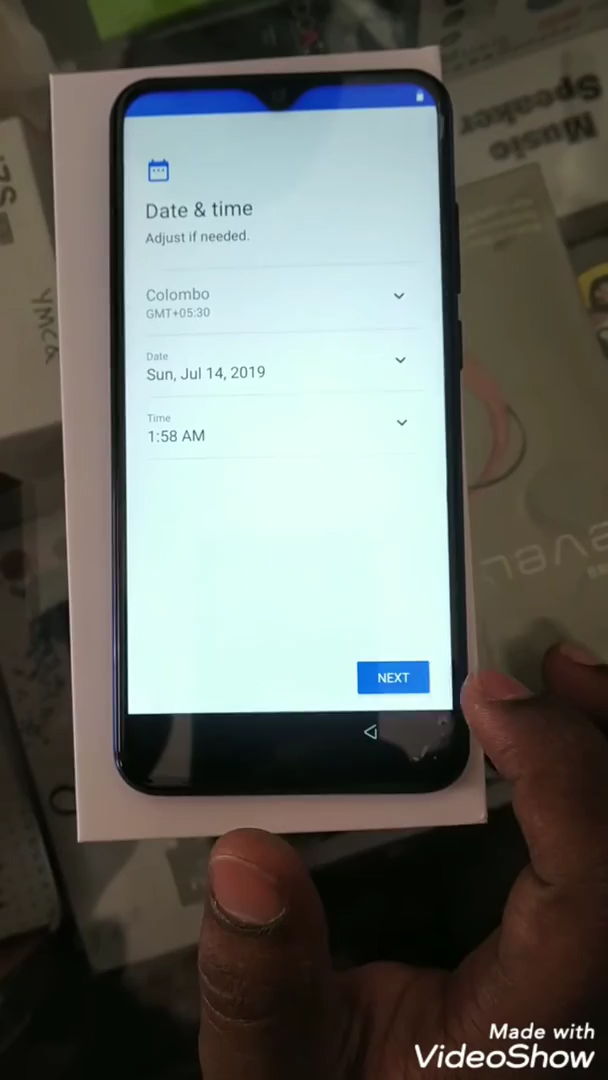 Music
Speaker
Date & time
Adjust if needed.
Colombo
GMT+05:30
Date
Sun, Jul 14, 2019
Time
1:58 AM
NEXT
Made with
VideoShow